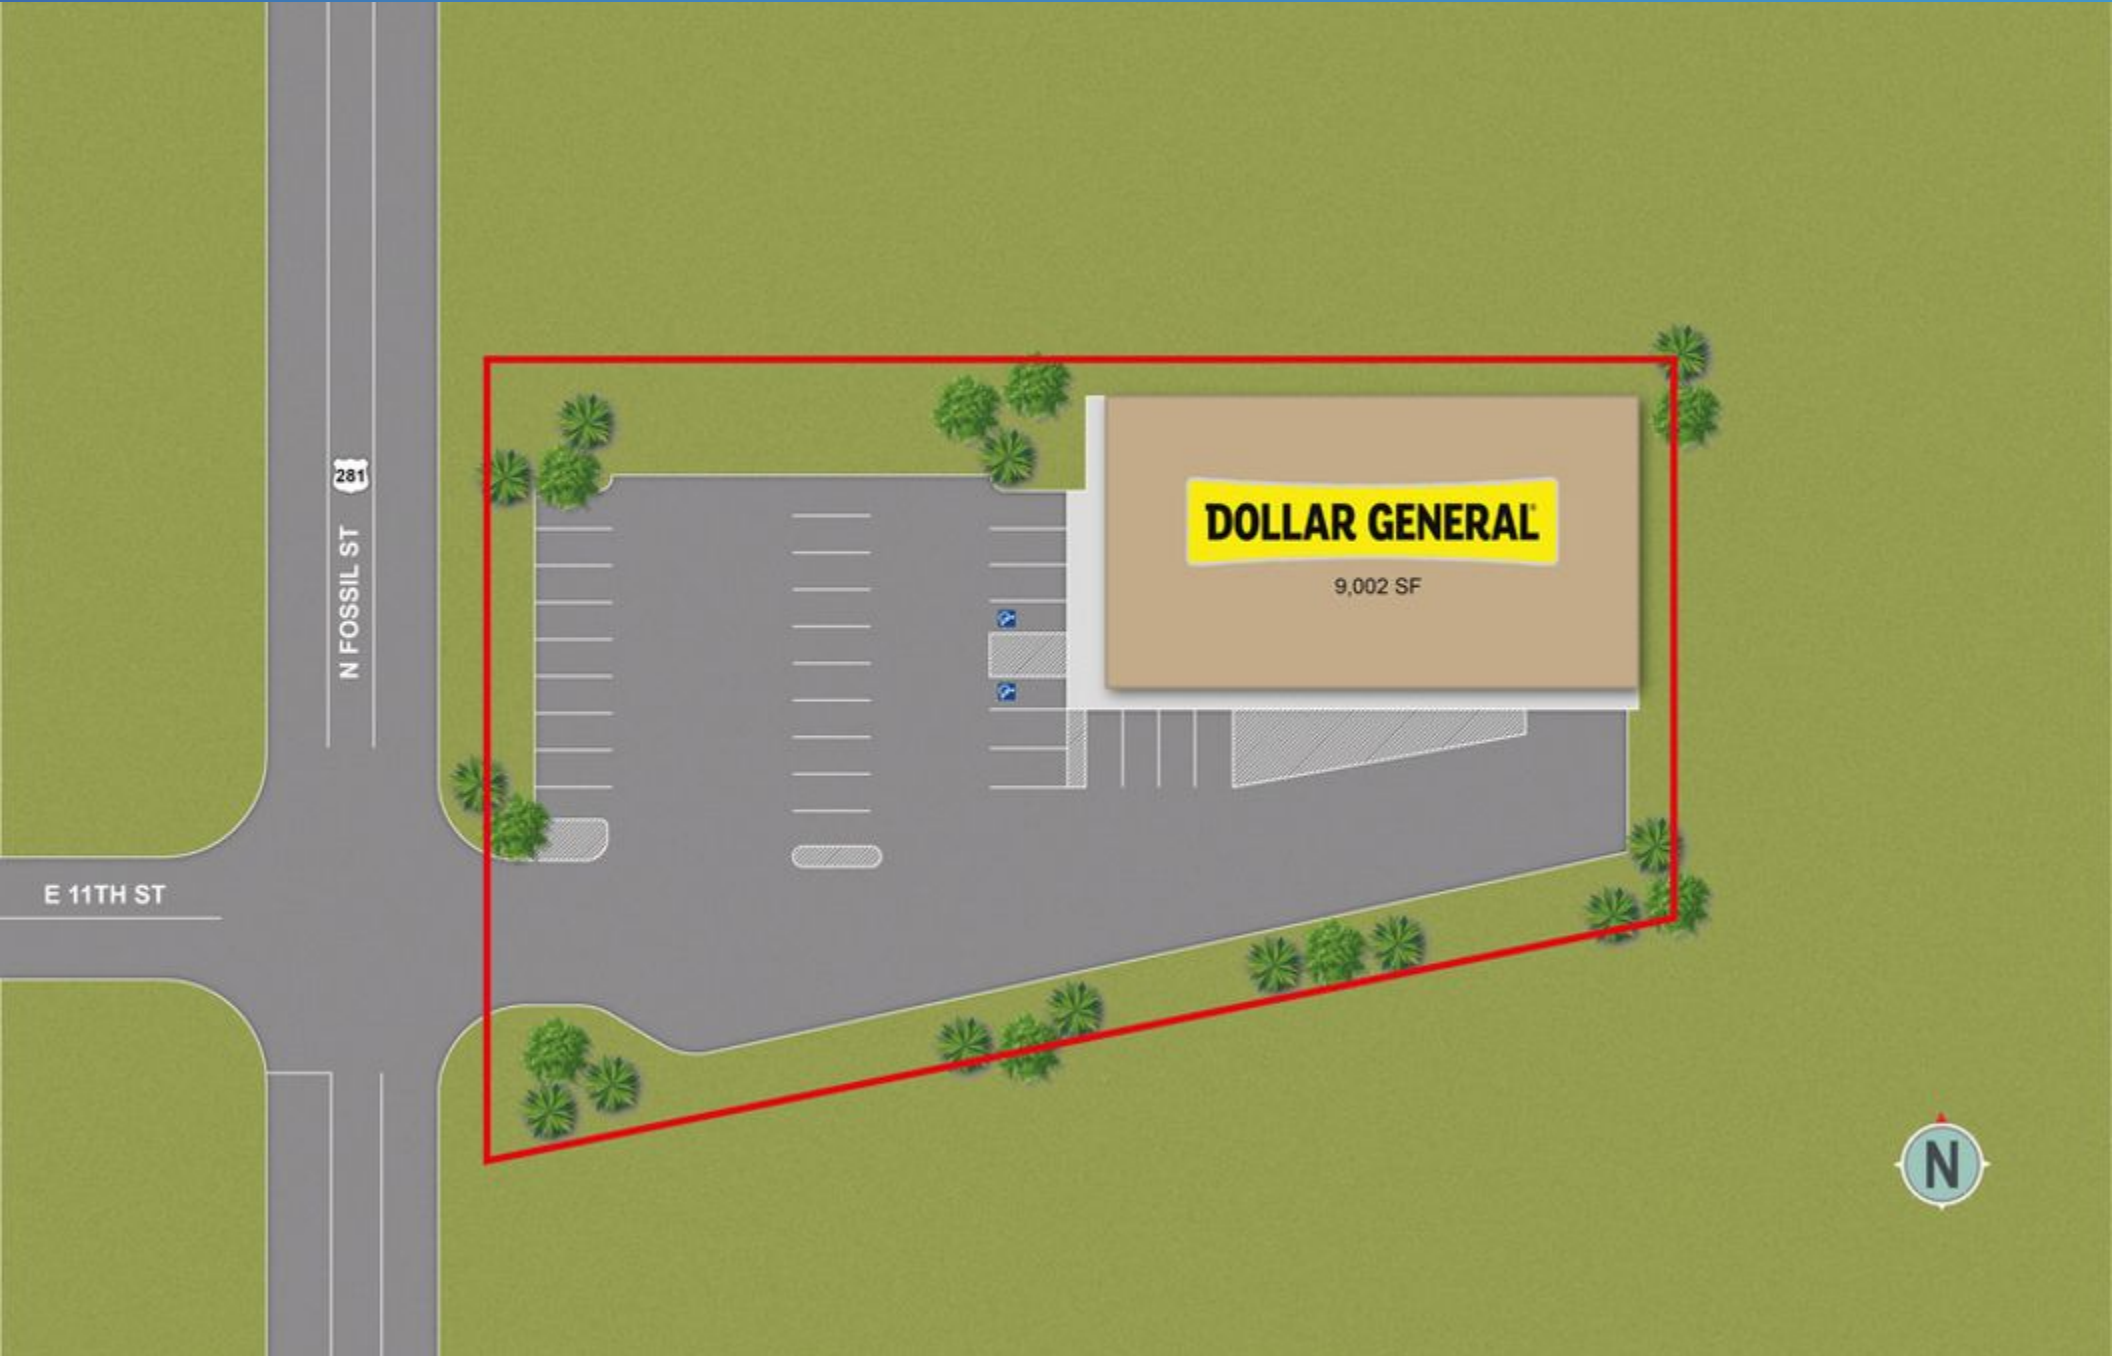 281
N FOSSIL ST
DOLLAR GENERAL
9,002 SF
E 11TH ST
N